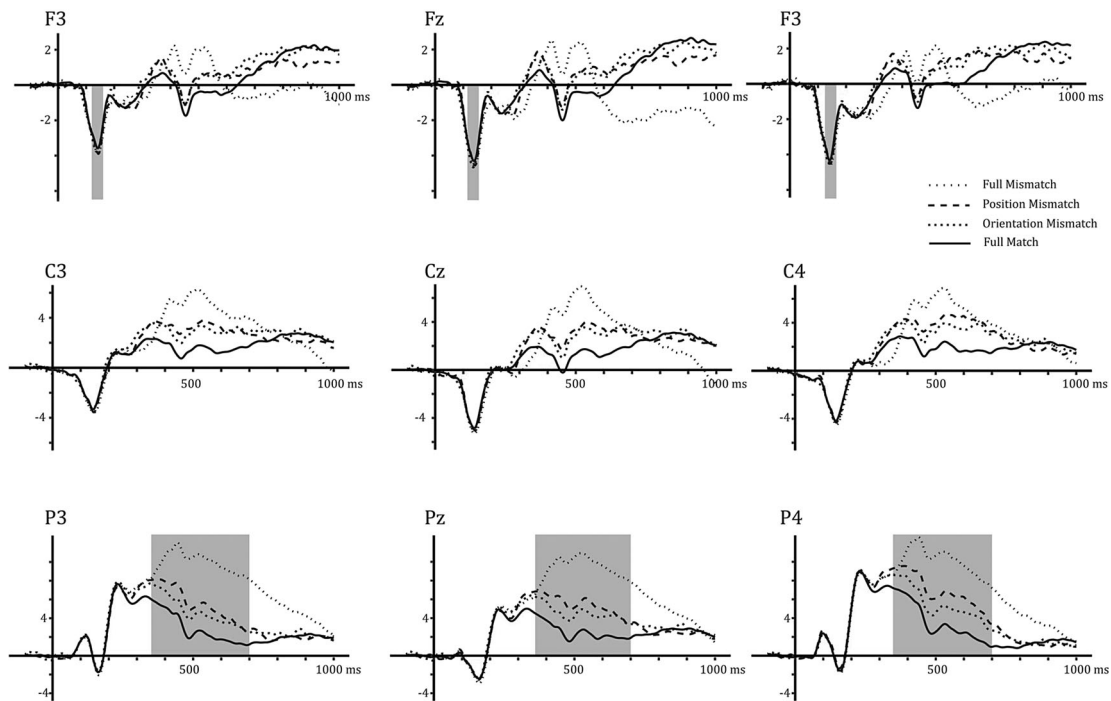 F3
Fz
F3
2
-2
1000 ms
2
-2
1000 ms
2
-2
1000 ms
Full Mismatch
Position Mismatch
Orientation Mismatch
Full Match
C3
Cz
C4
4
-4
500
1000 ms
4
-4
500
1000 ms
4
-4
500
1000 ms
P3
Pz
P4
4
-4
500
1000 ms
4
-4
500
1000 ms
4
-4
500
1000 ms